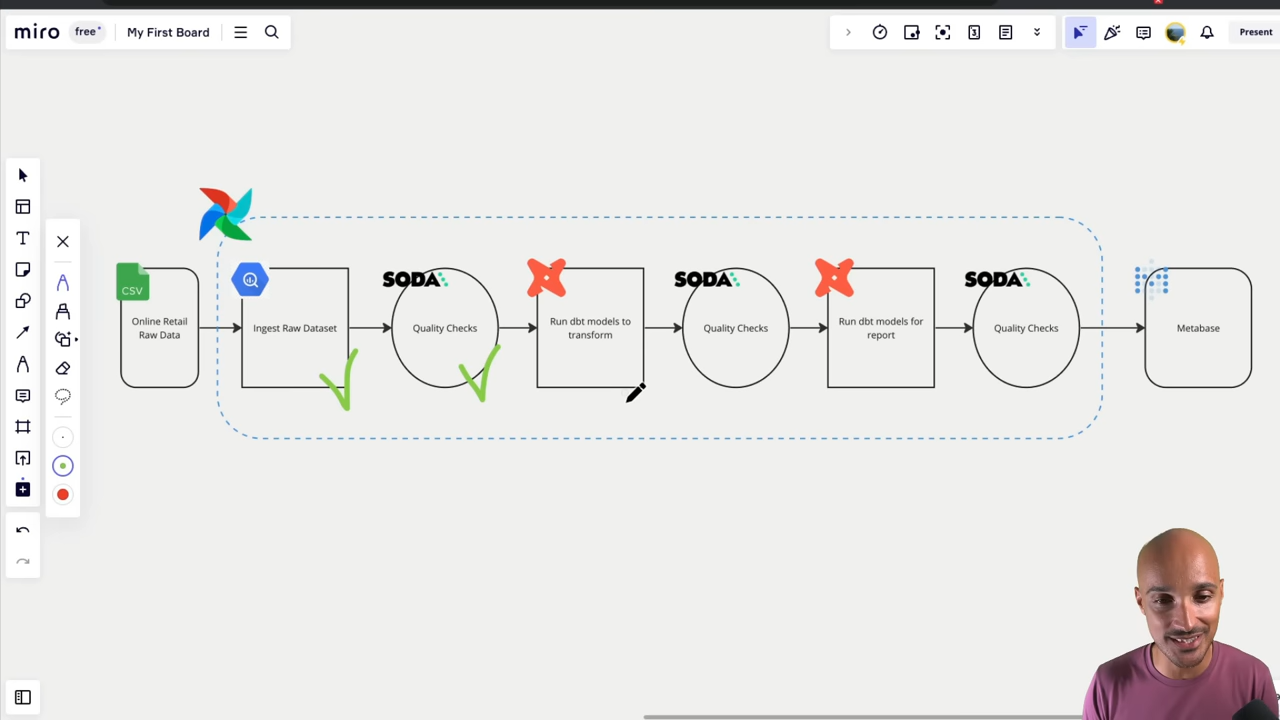 miro
free
My First Board
3
Present
CSV
Online Retail
Raw Data
Ingest Raw Dataset
SODA
Quality Checks
Run dbt models to
transform
SODA
Quality Checks
Run dbt models for
report
SODA
Quality Checks
Metabase